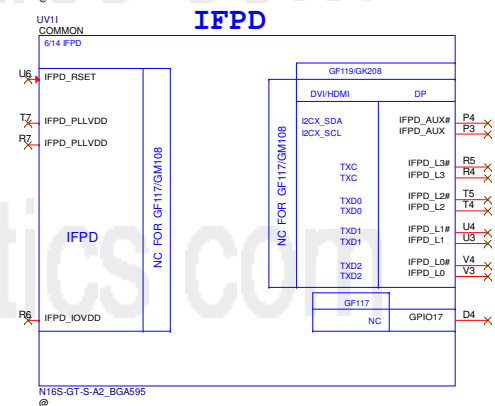 @
IFPD
UV1I
COMMON
6/14 IFPD
GF119/GK208
DVI/HDMI
DP
U6
IFPD_RSET
T7
IFPD_PLLVDD
R7
IFPD_PLLVDD
R6
IFPD_IOVDD
IFPD
NC FOR GF117/GM108
NC FOR GF117/GM108
I2CX_SDA
IFPD_AUX#
P4
I2CX_SCL
IFPD_AUX
P3
TXC
IFPD_L3#
R5
TXC
IFPD_L3
R4
TXD0
IFPD_L2#
T5
TXD0
IFPD_L2
T4
TXD1
IFPD_L1#
U4
TXD1
IFPD_L1
U3
TXD2
IFPD_L0#
V4
TXD2
IFPD_L0
V3
GF117
NC
GPIO17
D4
N16S-GT-S-A2_BGA595
@
tics.com